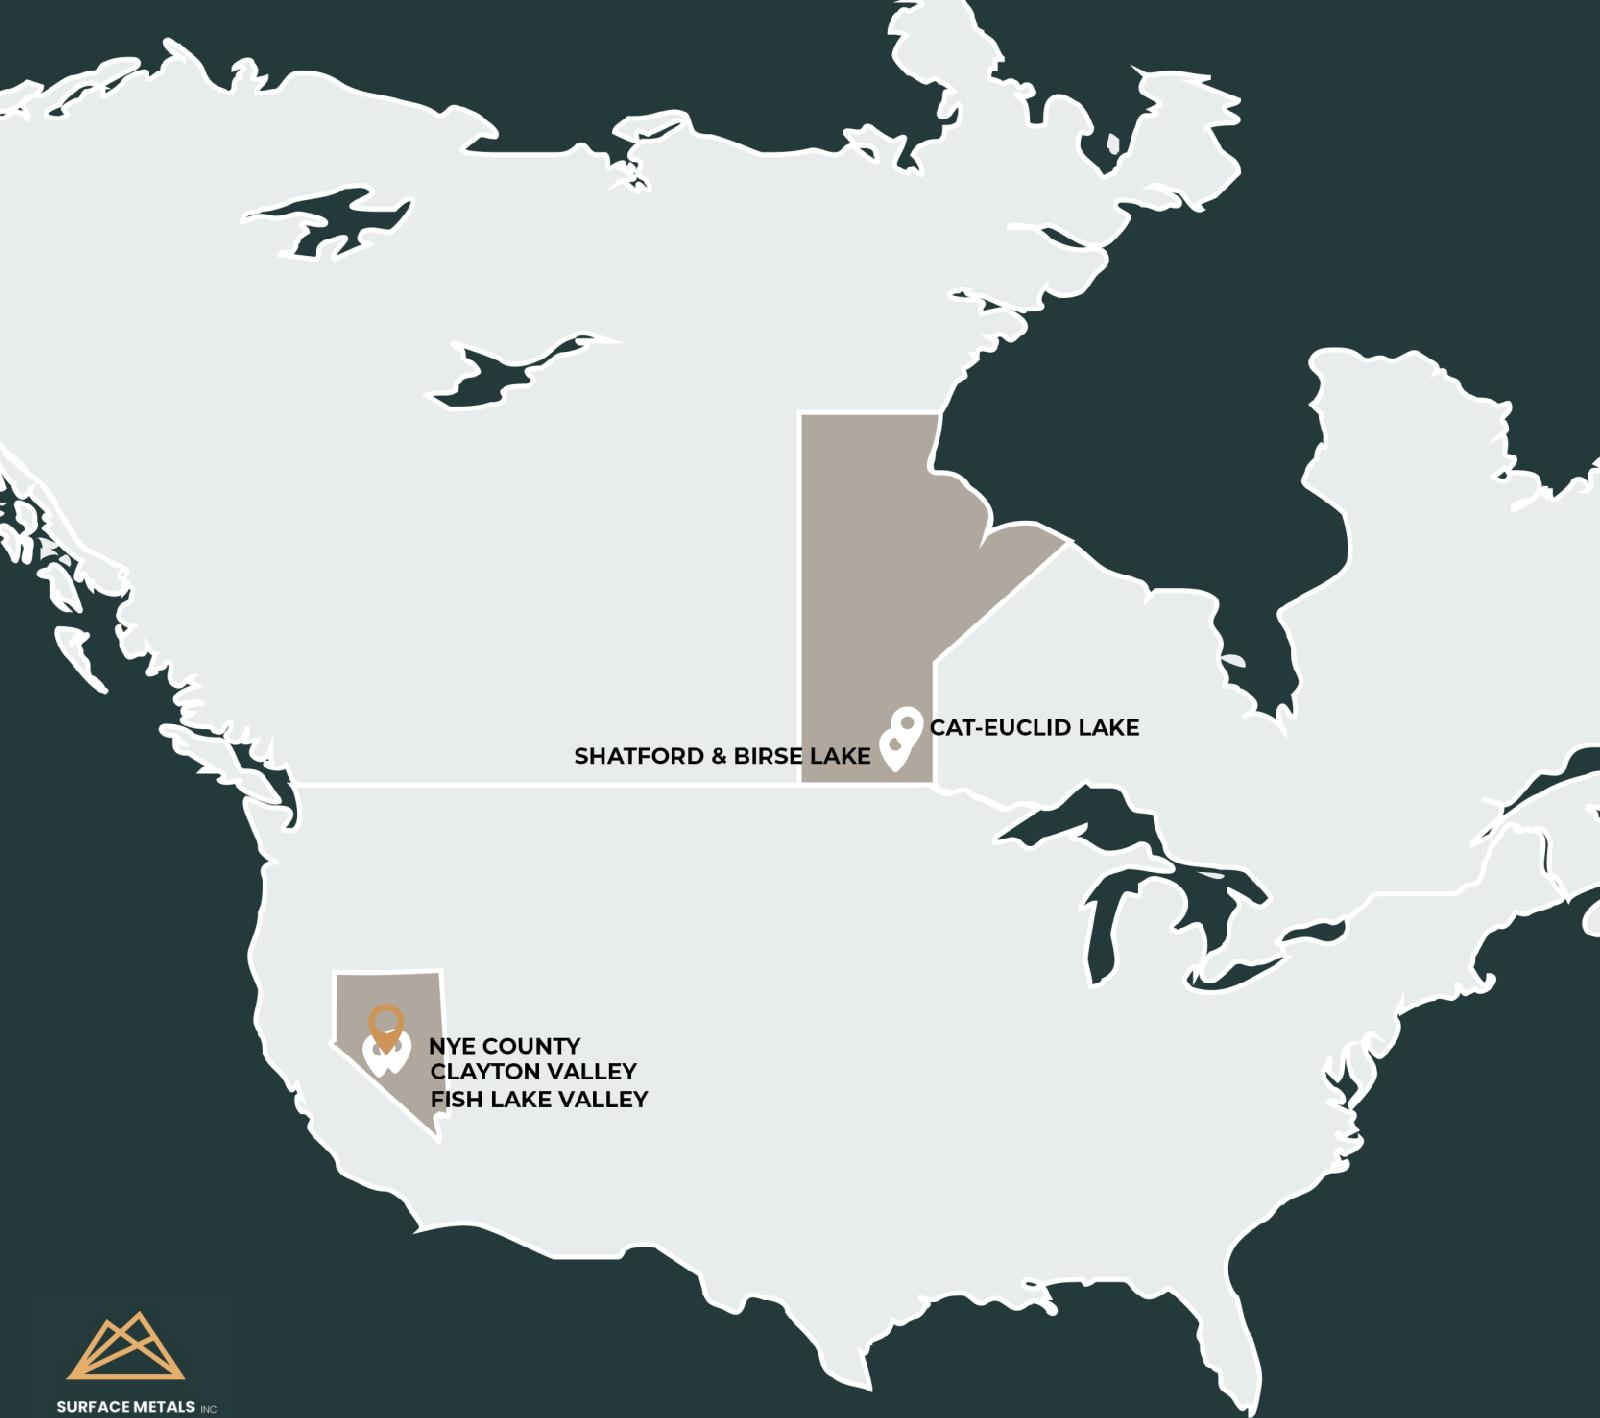 CAT-EUCLID LAKE
SHATFORD & BIRSE LAKE
NYE COUNTY
CLAYTON VALLEY
FISH LAKE VALLEY
SURFACE METALS INC